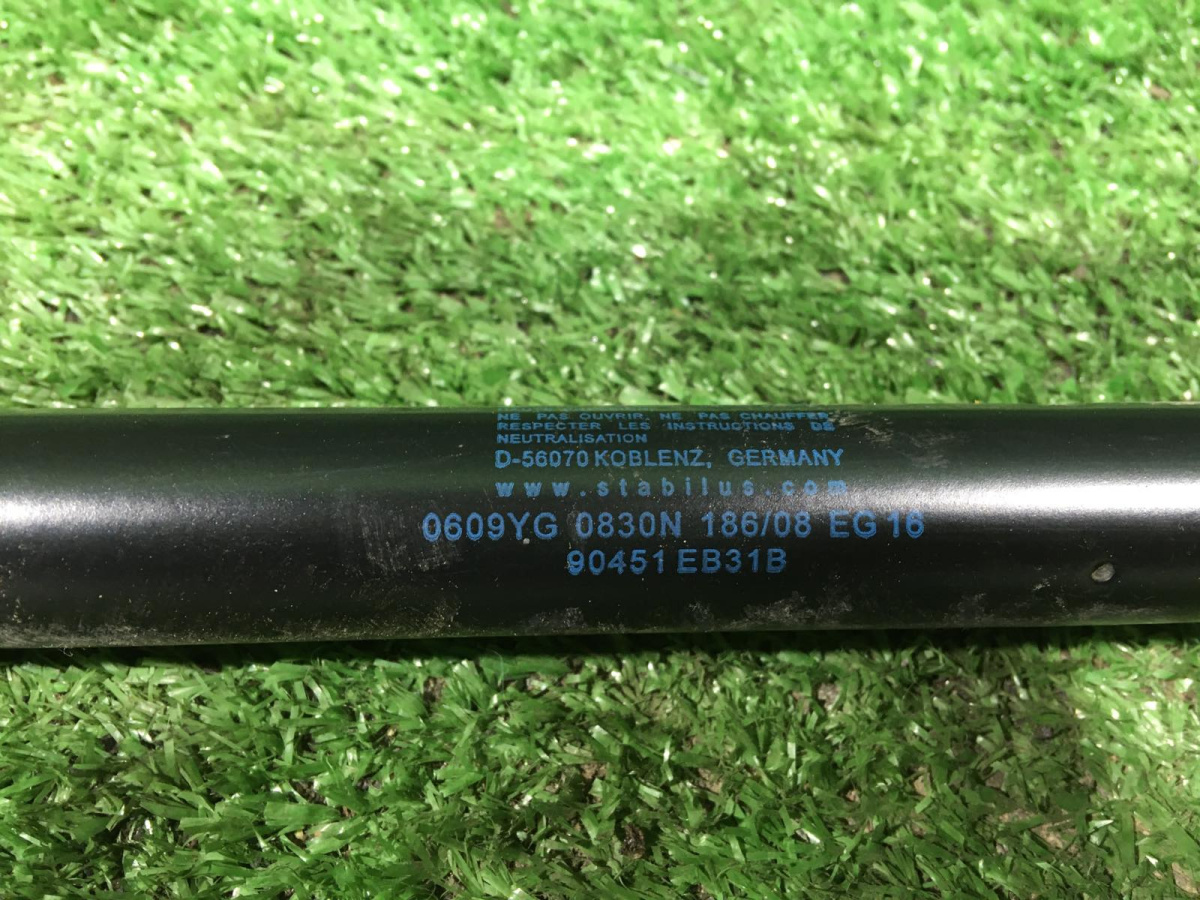 NE PAS OUVRIR. NE PAS CHAUFFER.
RESPECTER LES INSTRUCTIONS DE
NEUTRALISATION
D-56070 KOBLENZ, GERMANY
www.stabilus.com
0609YG 0830N 186/08 EG 16
90451 EB31B